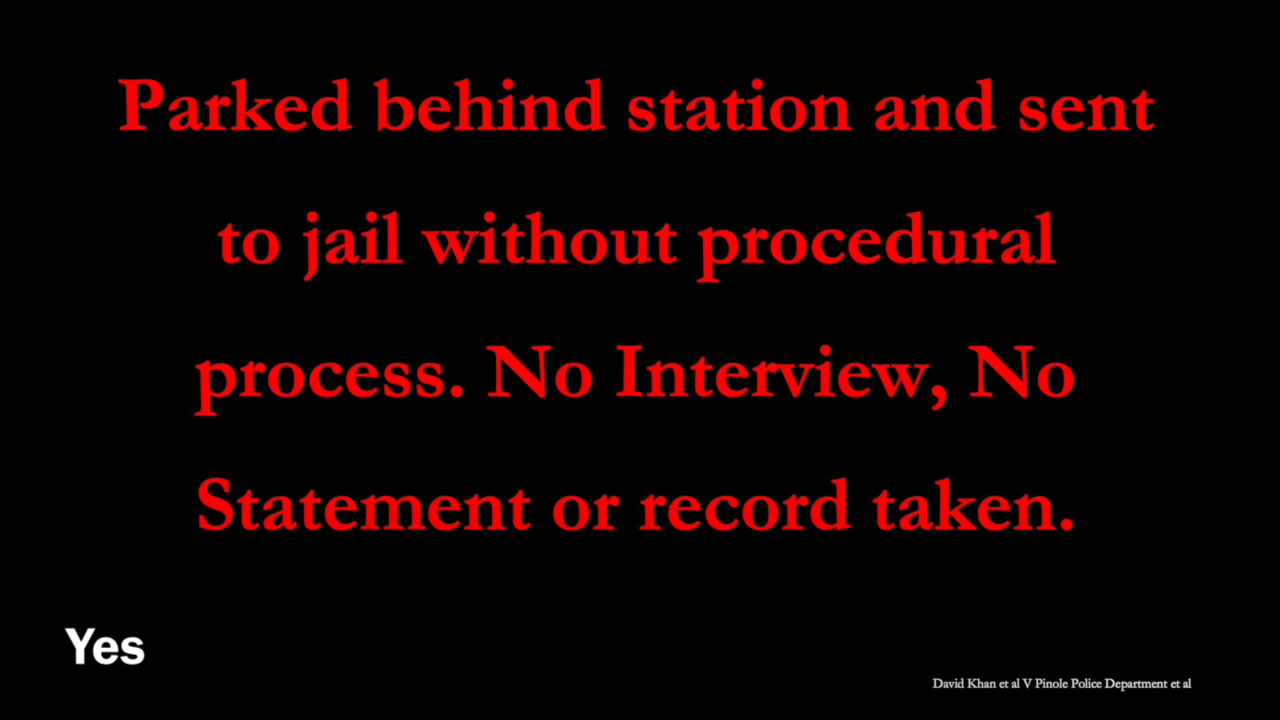 Parked behind station and sent
to jail without procedural
process. No Interview, No
Statement or record taken.
Yes
David Khan et al V Pinole Police Department et al